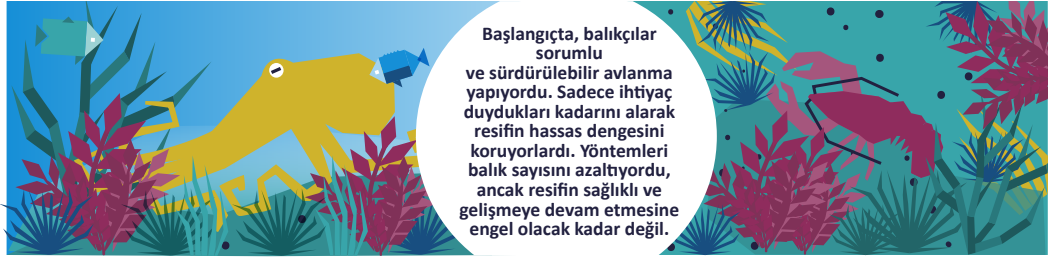 Başlangıçta, balıkçılar
sorumlu
ve sürdürülebilir avlanma
yapıyordu. Sadece ihtiyaç
duydukları kadarını alarak
resifin hassas dengesini
koruyorlardı. Yöntemleri
balık sayısını azaltıyordu,
ancak resifin sağlıklı ve
gelişmeye devam etmesine
engel olacak kadar değil.